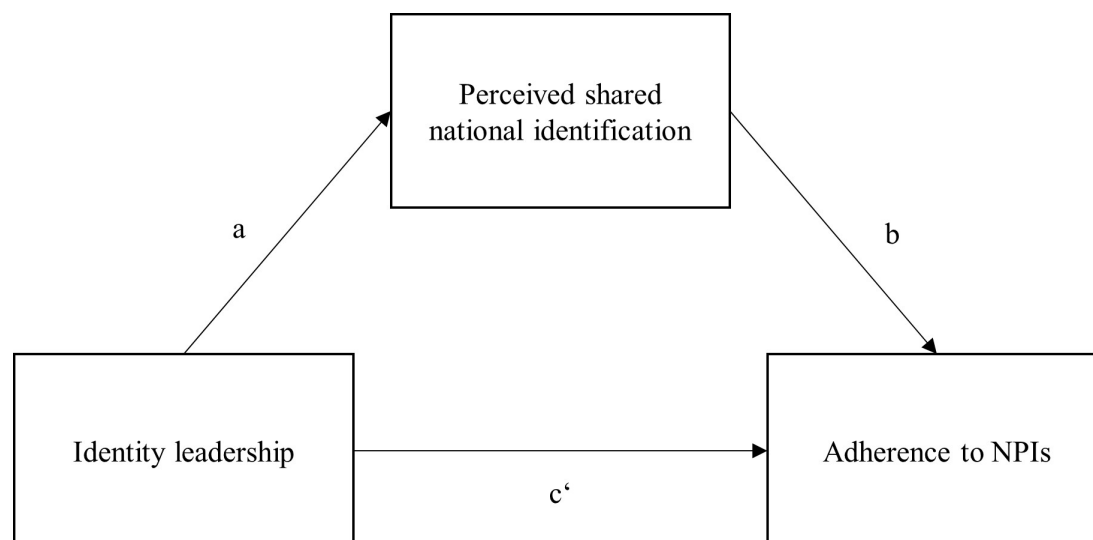 Perceived shared
national identification
a
b
Identity leadership
Adherence to NPIs
c‘